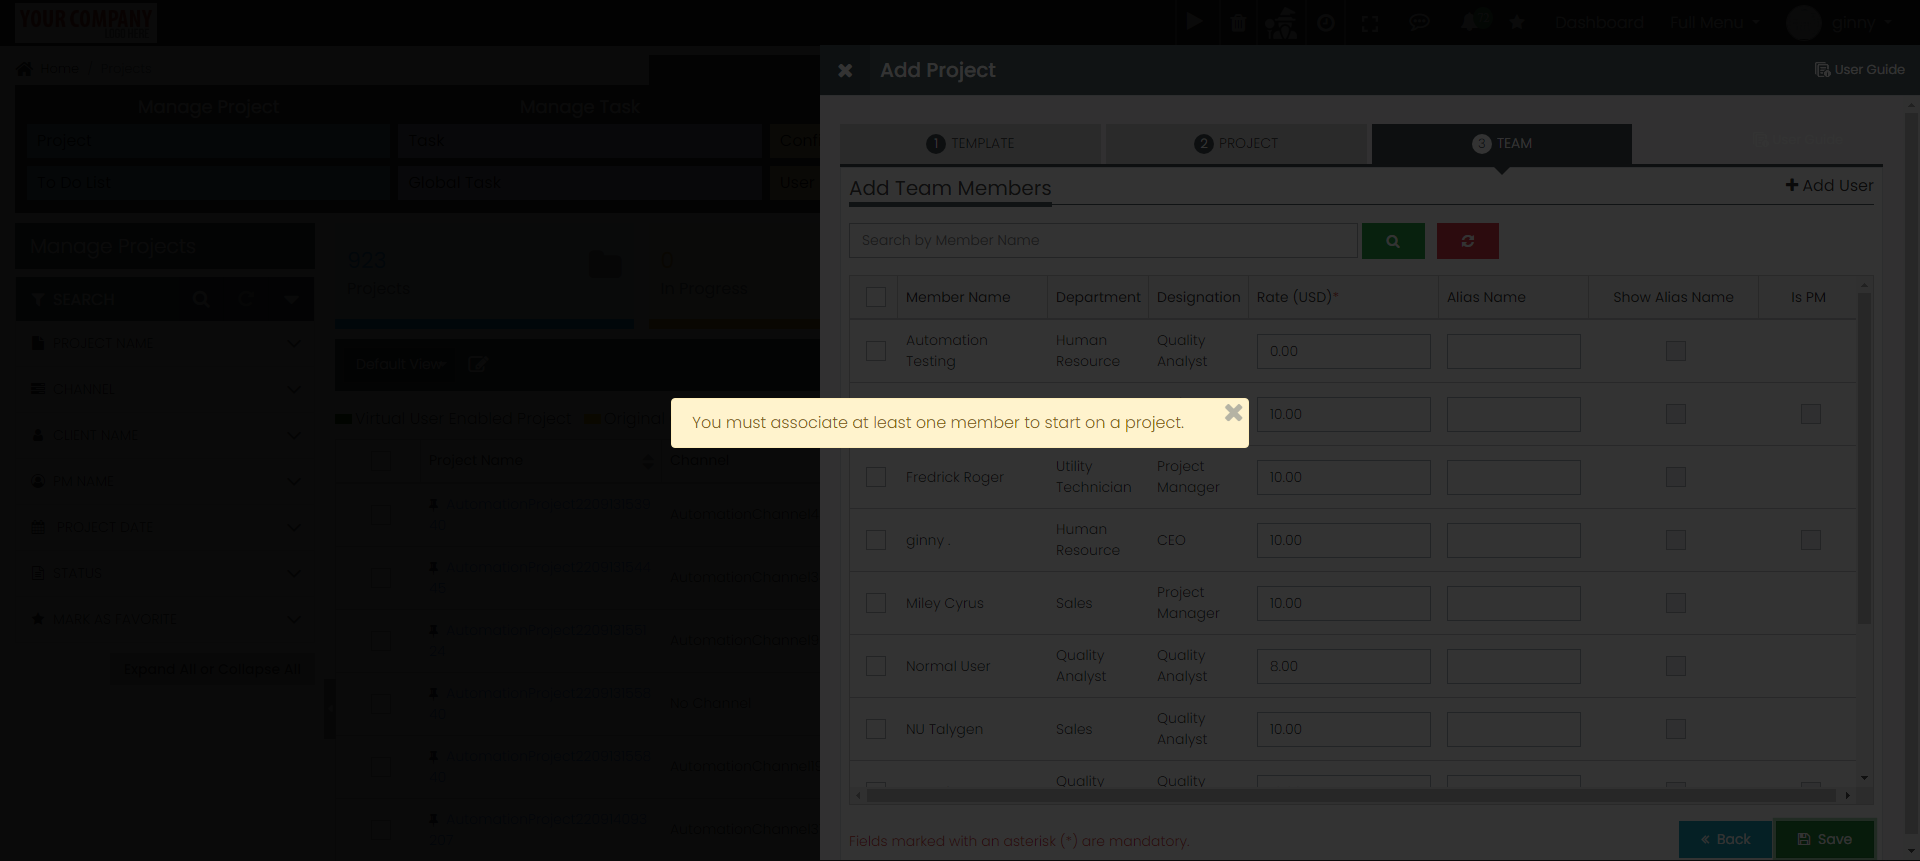 YOUR COMPANY
Dashboard
Full Menu
ginny
Home
Projects
Add Project
User Guide
Manage Project
Manage Task
Project
Task
To Do List
Global Task
User
1 TEMPLATE
2 PROJECT
3 TEAM
Add Team Members
Add User
Search by Member Name
Manage Projects
SEARCH
923
Projects
0
In Progress
PROJECT NAME
CHANNEL
CLIENT NAME
PM NAME
PROJECT DATE
STATUS
MARK AS FAVORITE
Expand All or Collapse All
Default View
Virtual User Enabled Project
Project Name
Channel
No Channel
You must associate at least one member to start on a project.
Member Name Department Designation Rate (USD)* Alias Name Show Alias Name Is PM
Automation Human Quality
Testing Resource Analyst 0.00
10.00
Fredrick Roger Utility Project 10.00
Technician Manager
ginny . Human CEO 10.00
Resource
Miley Cyrus Sales Project 10.00
Manager
Normal User Quality Quality 8.00
Analyst Analyst
NU Talygen Sales Quality 10.00
Analyst
Quality Quality
Fields marked with an asterisk (*) are mandatory.
« Back
Save